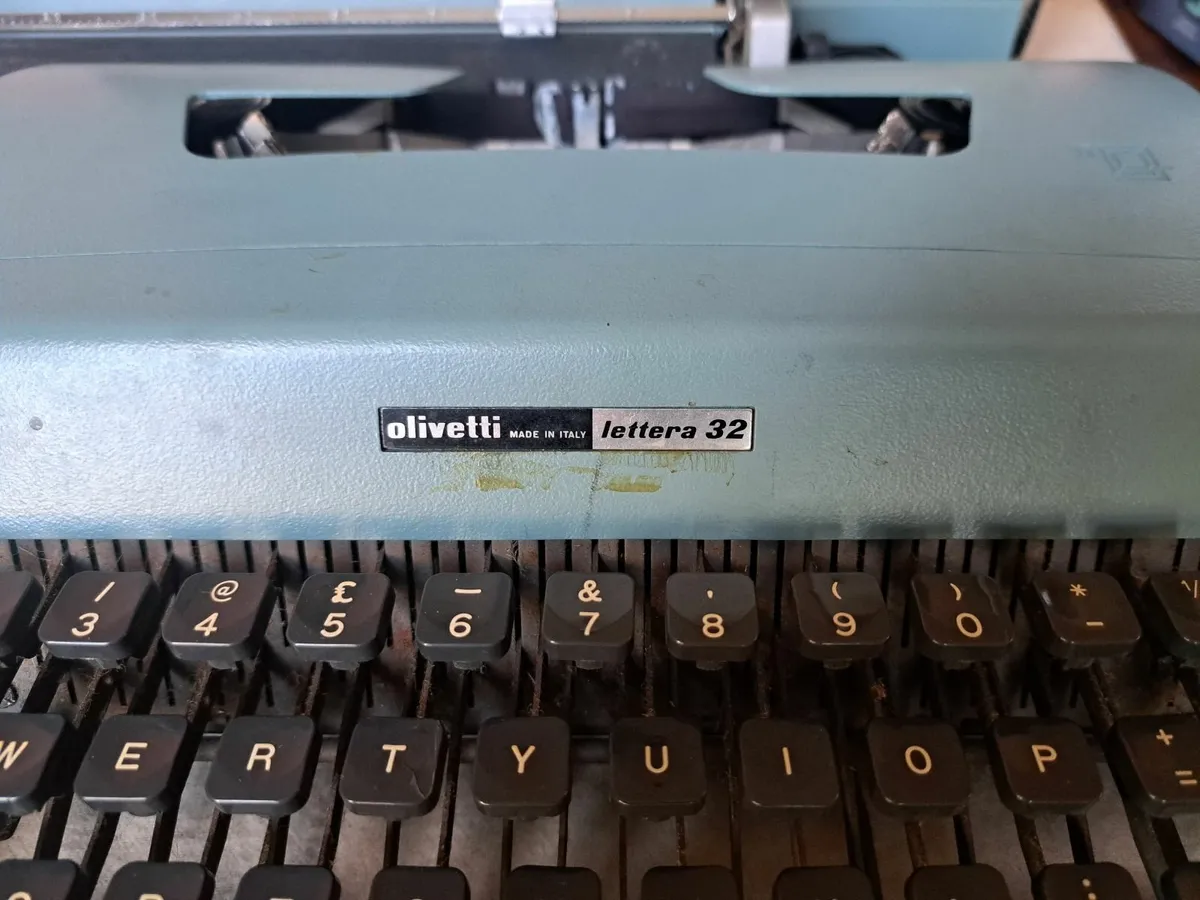 olivetti MADE IN ITALY lettera 32
/ @ £ _ & ' ( ) *
3 4 5 6 7 8 9 0 -
W E R T Y U I O P + =